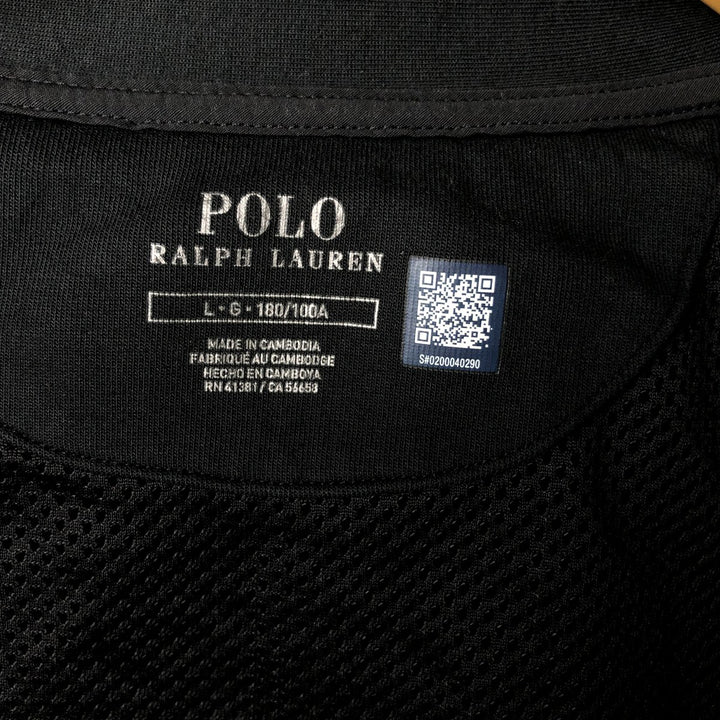 POLO
RALPH LAUREN
L • G • 180/100A
MADE IN CAMBODIA
FABRIQUÉ AU CAMBODGE
HECHO EN CAMBOYA
RN 41381 / CA 56658
S#0200040290